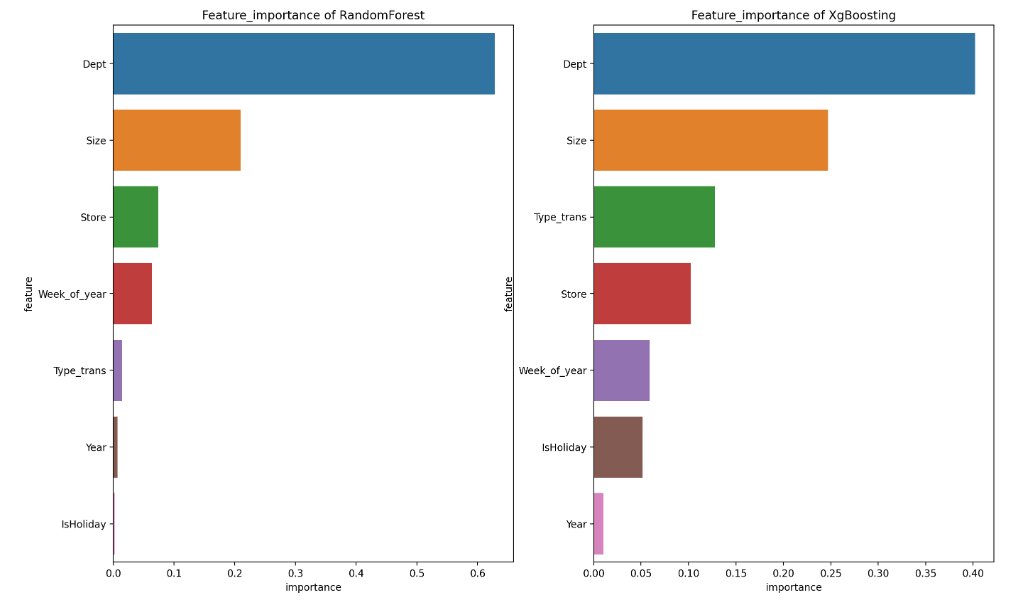 Feature_importance of RandomForest
Dept
Size
Store
Week_of_year
Type_trans
Year
IsHoliday
feature
0.0 0.1 0.2 0.3 0.4 0.5 0.6
importance
Feature_importance of XgBoosting
Dept
Size
Type_trans
Store
Week_of_year
IsHoliday
Year
feature
0.00 0.05 0.10 0.15 0.20 0.25 0.30 0.35 0.40
importance